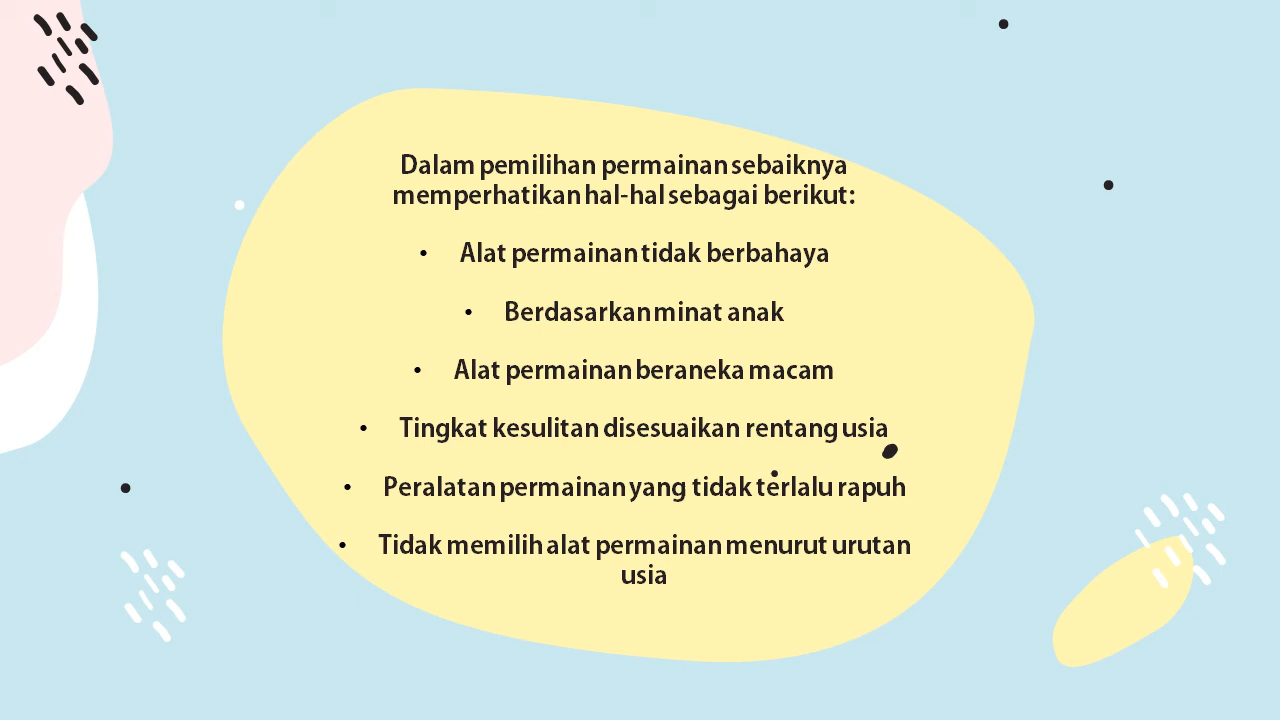 Dalam pemilihan permainan sebaiknya
memperhatikan hal-hal sebagai berikut:
• Alat permainan tidak berbahaya
• Berdasarkan minat anak
• Alat permainan beraneka macam
• Tingkat kesulitan disesuaikan rentang usia
• Peralatan permainan yang tidak terlalu rapuh
• Tidak memilih alat permainan menurut urutan
usia